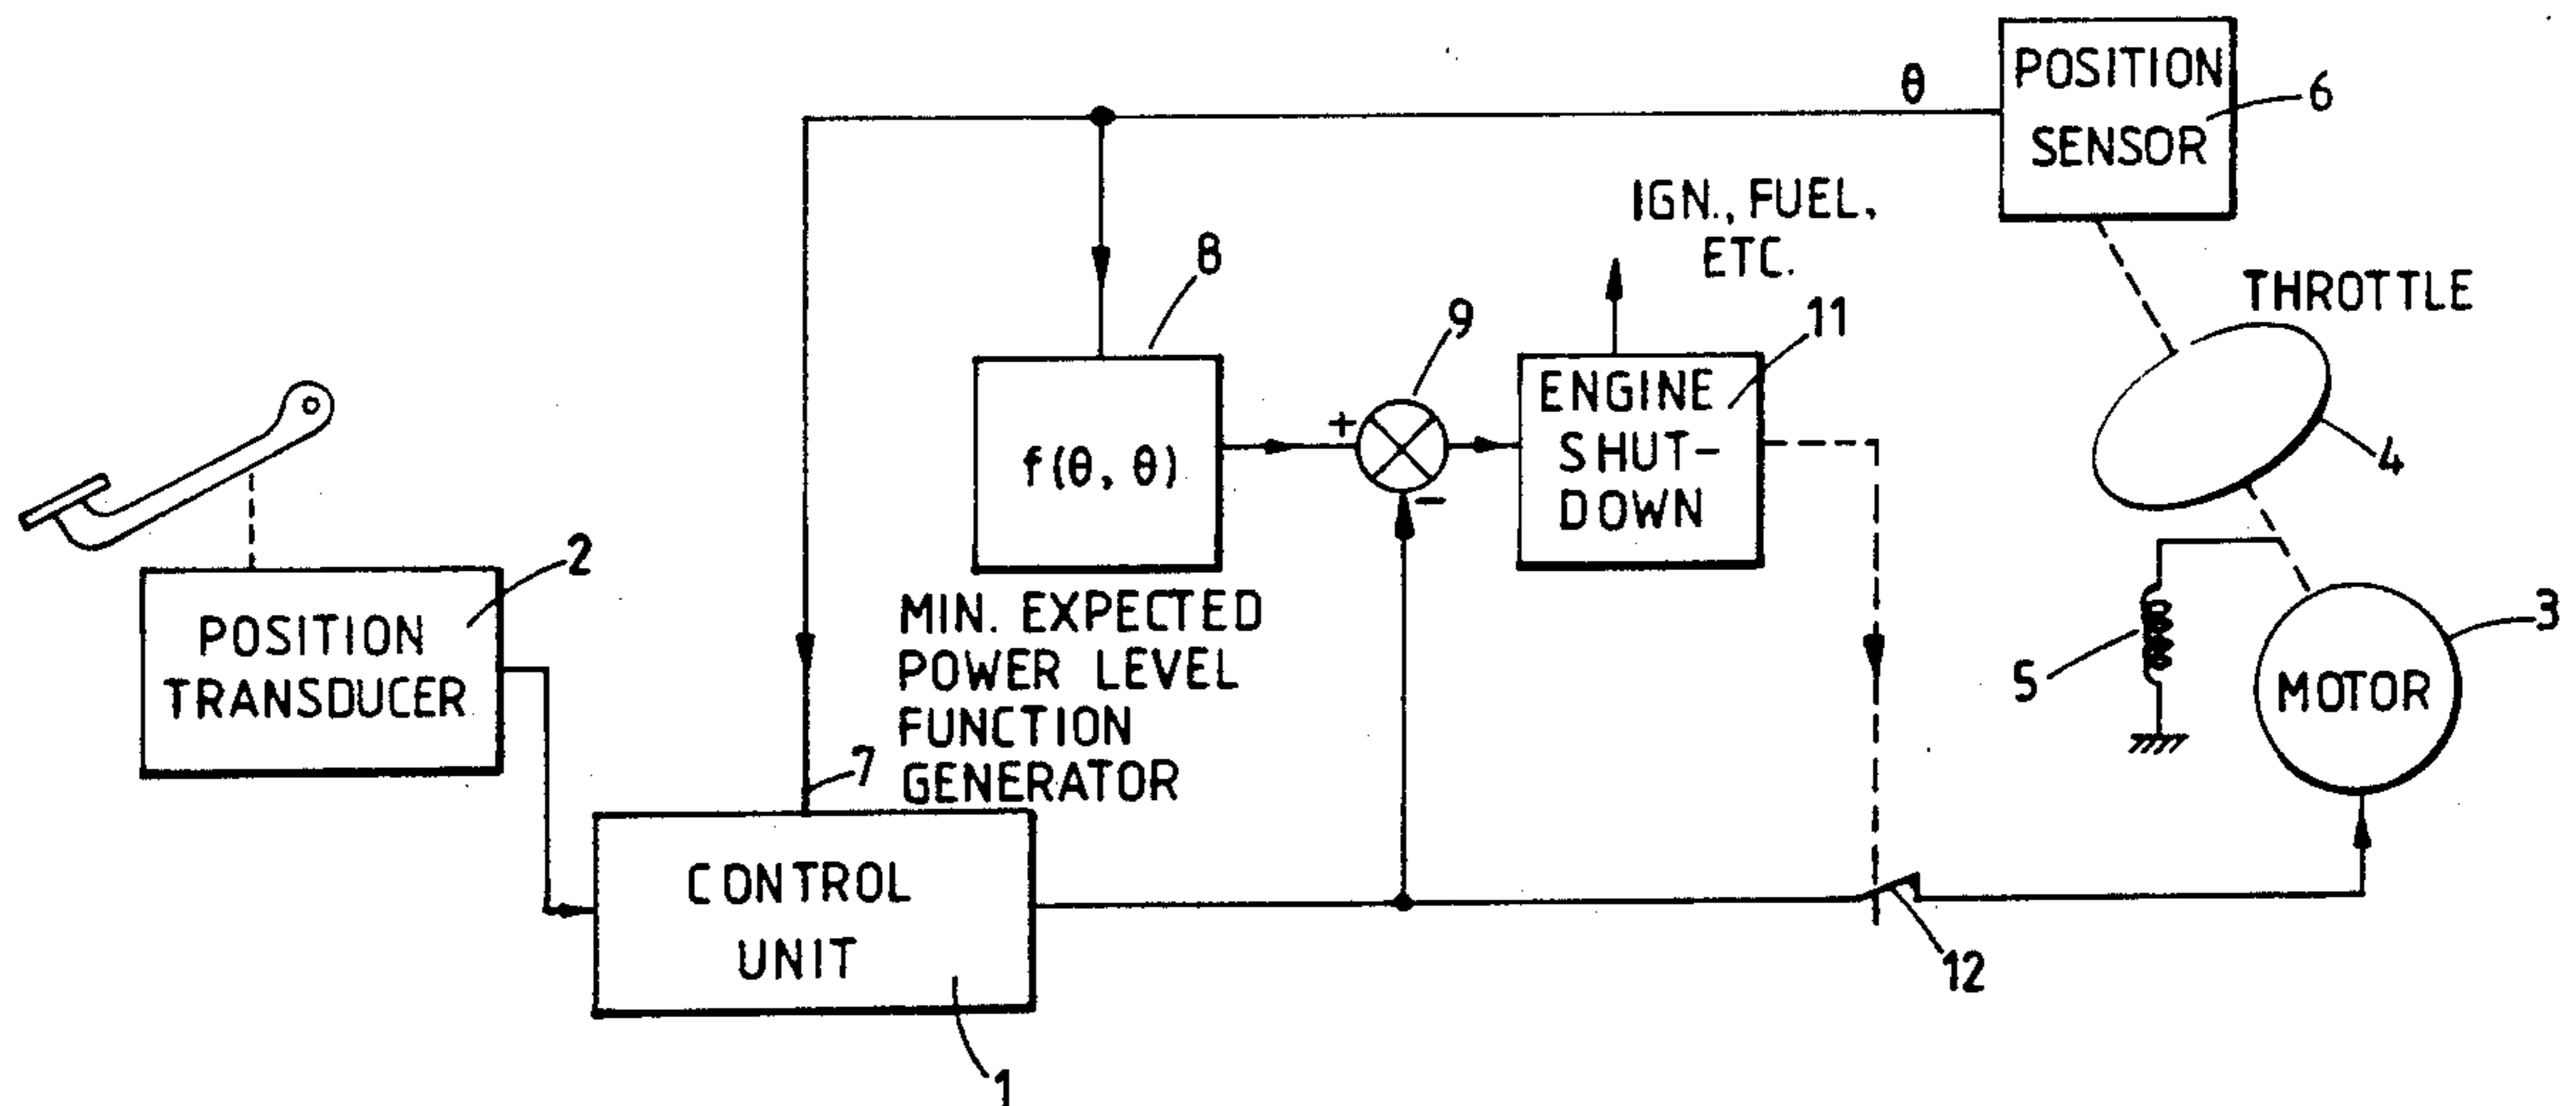 POSITION
SENSOR
6
θ
IGN., FUEL,
ETC.
THROTTLE
8
9
11
+
-
f(θ, θ)
ENGINE
SHUT-
DOWN
4
2
POSITION
TRANSDUCER
MIN. EXPECTED
POWER LEVEL
FUNCTION
GENERATOR
5
3
MOTOR
7
CONTROL
UNIT
12
1